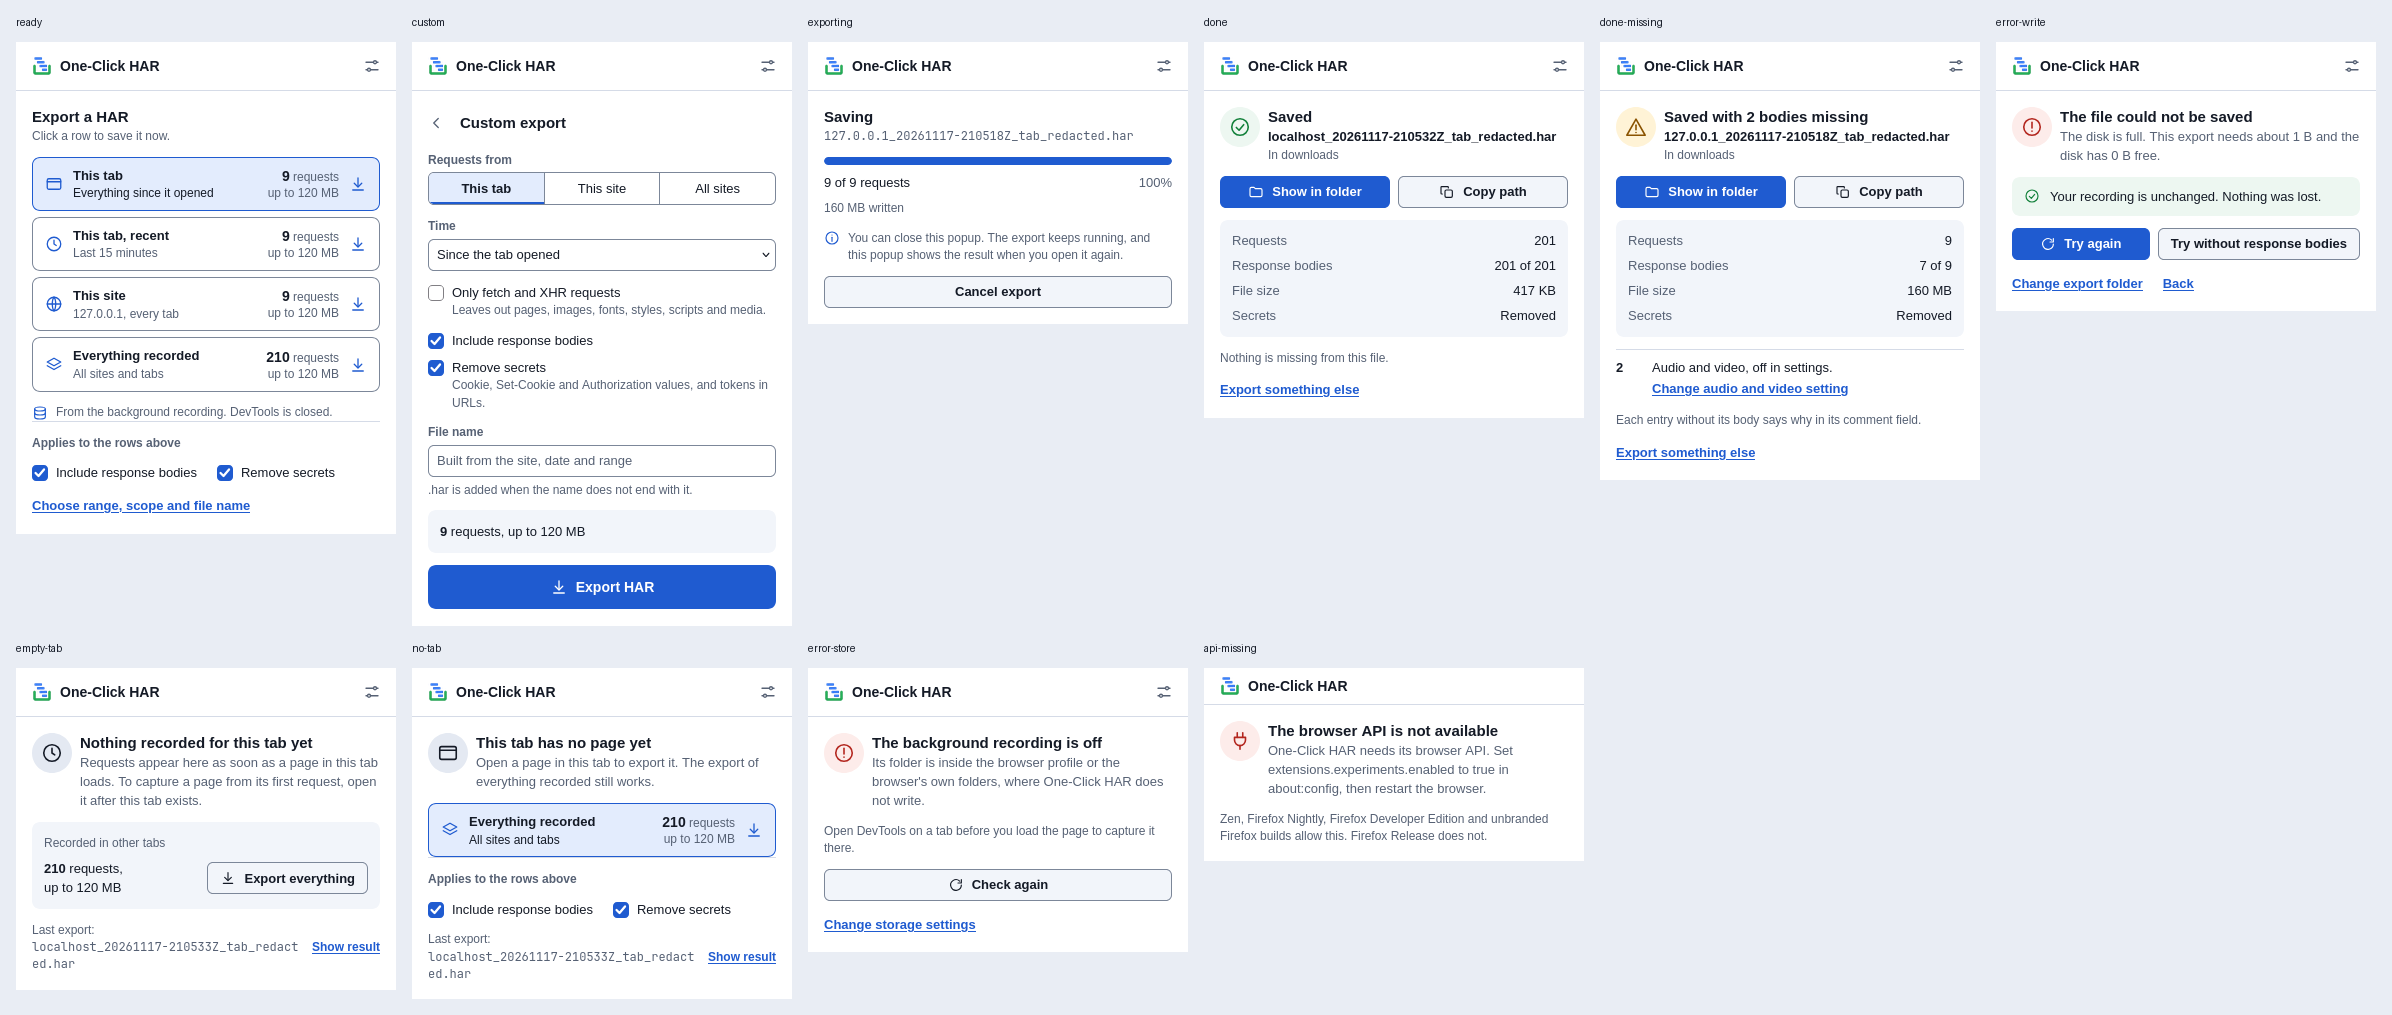 ready
One-Click HAR
Export a HAR
Click a row to save it now.
This tab
Everything since it opened
9 requests
up to 120 MB
This tab, recent
Last 15 minutes
9 requests
up to 120 MB
This site
127.0.0.1, every tab
9 requests
up to 120 MB
Everything recorded
All sites and tabs
210 requests
up to 120 MB
From the background recording. DevTools is closed.
Applies to the rows above
Include response bodies
Remove secrets
Choose range, scope and file name
custom
One-Click HAR
Custom export
Requests from
This tab
This site
All sites
Time
Since the tab opened
Only fetch and XHR requests
Leaves out pages, images, fonts, styles, scripts and media.
Include response bodies
Remove secrets
Cookie, Set-Cookie and Authorization values, and tokens in
URLs.
File name
Built from the site, date and range
.har is added when the name does not end with it.
9 requests, up to 120 MB
Export HAR
exporting
One-Click HAR
Saving
127.0.0.1_20261117-210518Z_tab_redacted.har
9 of 9 requests
100%
160 MB written
You can close this popup. The export keeps running, and
this popup shows the result when you open it again.
Cancel export
done
One-Click HAR
Saved
localhost_20261117-210532Z_tab_redacted.har
In downloads
Show in folder
Copy path
Requests
201
Response bodies
201 of 201
File size
417 KB
Secrets
Removed
Nothing is missing from this file.
Export something else
done-missing
One-Click HAR
Saved with 2 bodies missing
127.0.0.1_20261117-210518Z_tab_redacted.har
In downloads
Show in folder
Copy path
Requests
9
Response bodies
7 of 9
File size
160 MB
Secrets
Removed
2
Audio and video, off in settings.
Change audio and video setting
Each entry without its body says why in its comment field.
Export something else
error-write
One-Click HAR
The file could not be saved
The disk is full. This export needs about 1 B and the
disk has 0 B free.
Your recording is unchanged. Nothing was lost.
Try again
Try without response bodies
Change export folder
Back
empty-tab
One-Click HAR
Nothing recorded for this tab yet
Requests appear here as soon as a page in this tab
loads. To capture a page from its first request, open
it after this tab exists.
Recorded in other tabs
210 requests,
up to 120 MB
Export everything
Last export:
localhost_20261117-210533Z_tab_redact
ed.har
Show result
no-tab
One-Click HAR
This tab has no page yet
Open a page in this tab to export it. The export of
everything recorded still works.
Everything recorded
All sites and tabs
210 requests
up to 120 MB
Applies to the rows above
Include response bodies
Remove secrets
Last export:
localhost_20261117-210533Z_tab_redact
ed.har
Show result
error-store
One-Click HAR
The background recording is off
Its folder is inside the browser profile or the
browser's own folders, where One-Click HAR does
not write.
Open DevTools on a tab before you load the page to capture it
there.
Check again
Change storage settings
api-missing
One-Click HAR
The browser API is not available
One-Click HAR needs its browser API. Set
extensions.experiments.enabled to true in
about:config, then restart the browser.
Zen, Firefox Nightly, Firefox Developer Edition and unbranded
Firefox builds allow this. Firefox Release does not.